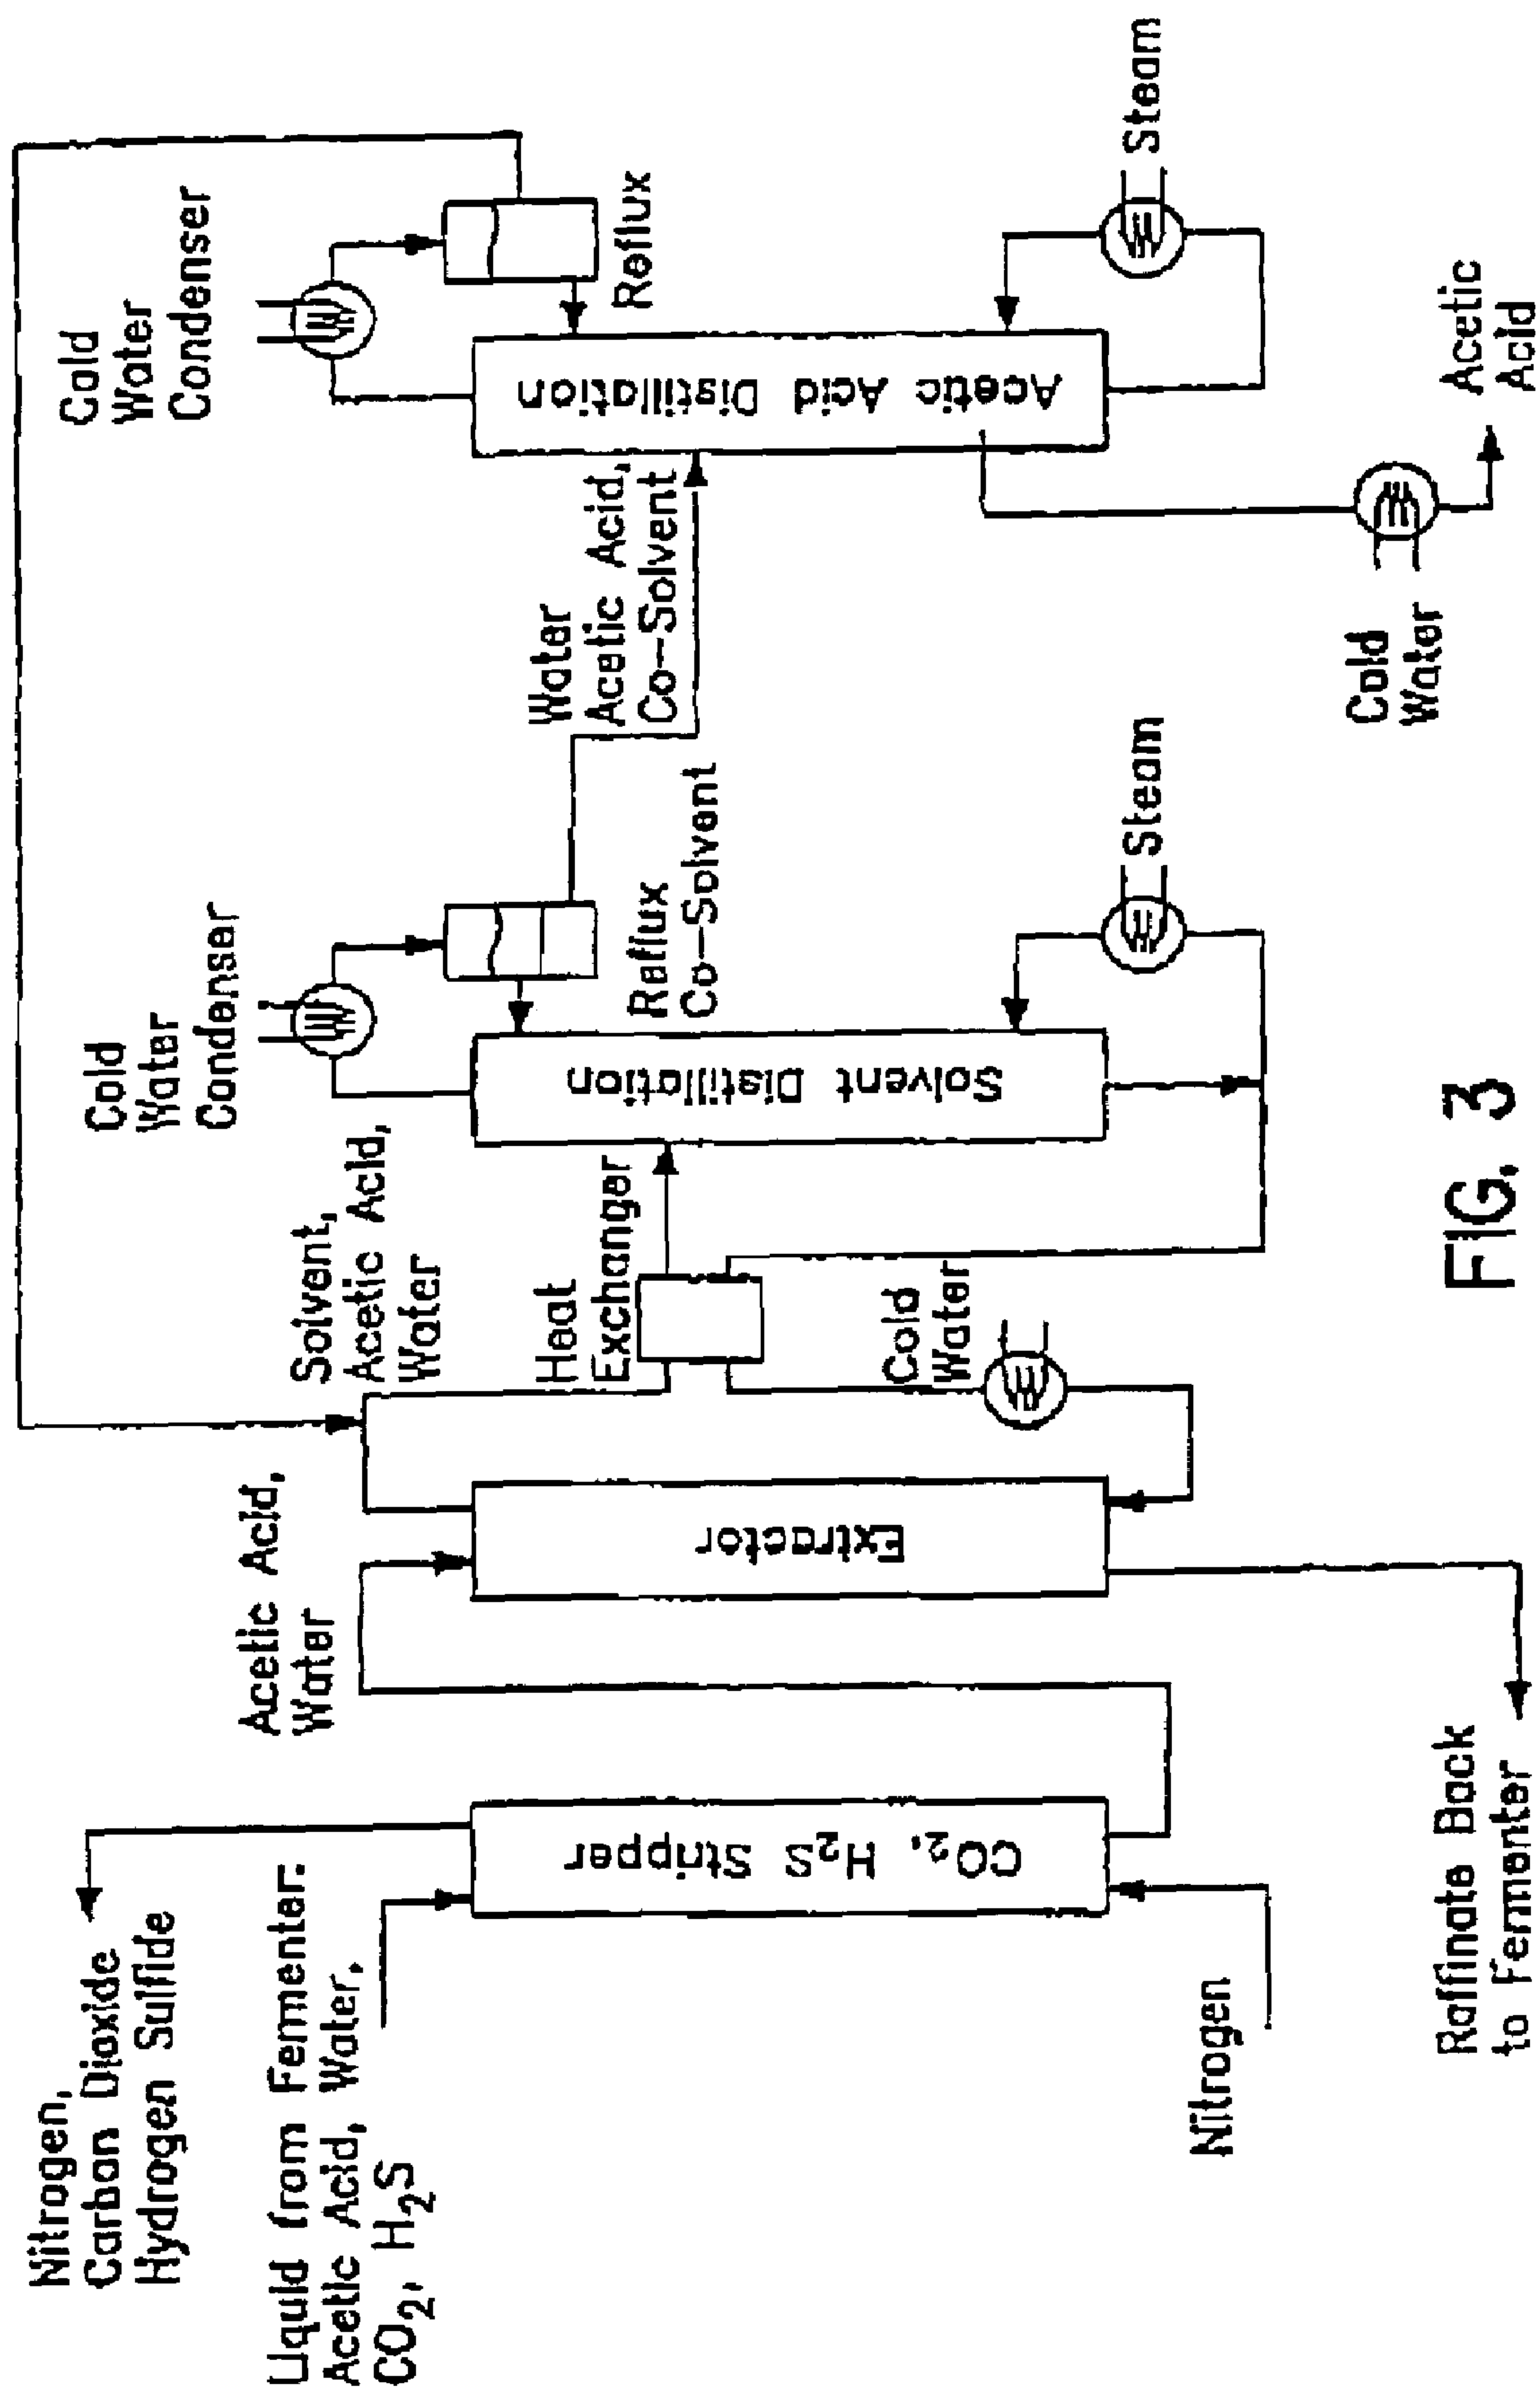 Nitrogen,
Carbon Dioxide
Hydrogen Sulfide
Liquid from Fermenter:
Acetic Acid, Water,
CO2, H2S
CO2, H2S Stripper
Nitrogen
Acetic Acid,
Water
Extractor
Raffinate Back
to Fermenter
Solvent,
Acetic Acid,
Water
Heat
Exchanger
Cold
Water
Cold
Water
Condenser
Solvent Distillation
Reflux
Co-Solvent
Steam
Water
Acetic Acid,
Co-Solvent
Cold
Water
Condenser
Acetic Acid Distillation
Reflux
Steam
Cold
Water
Acetic
Acid
FIG. 3